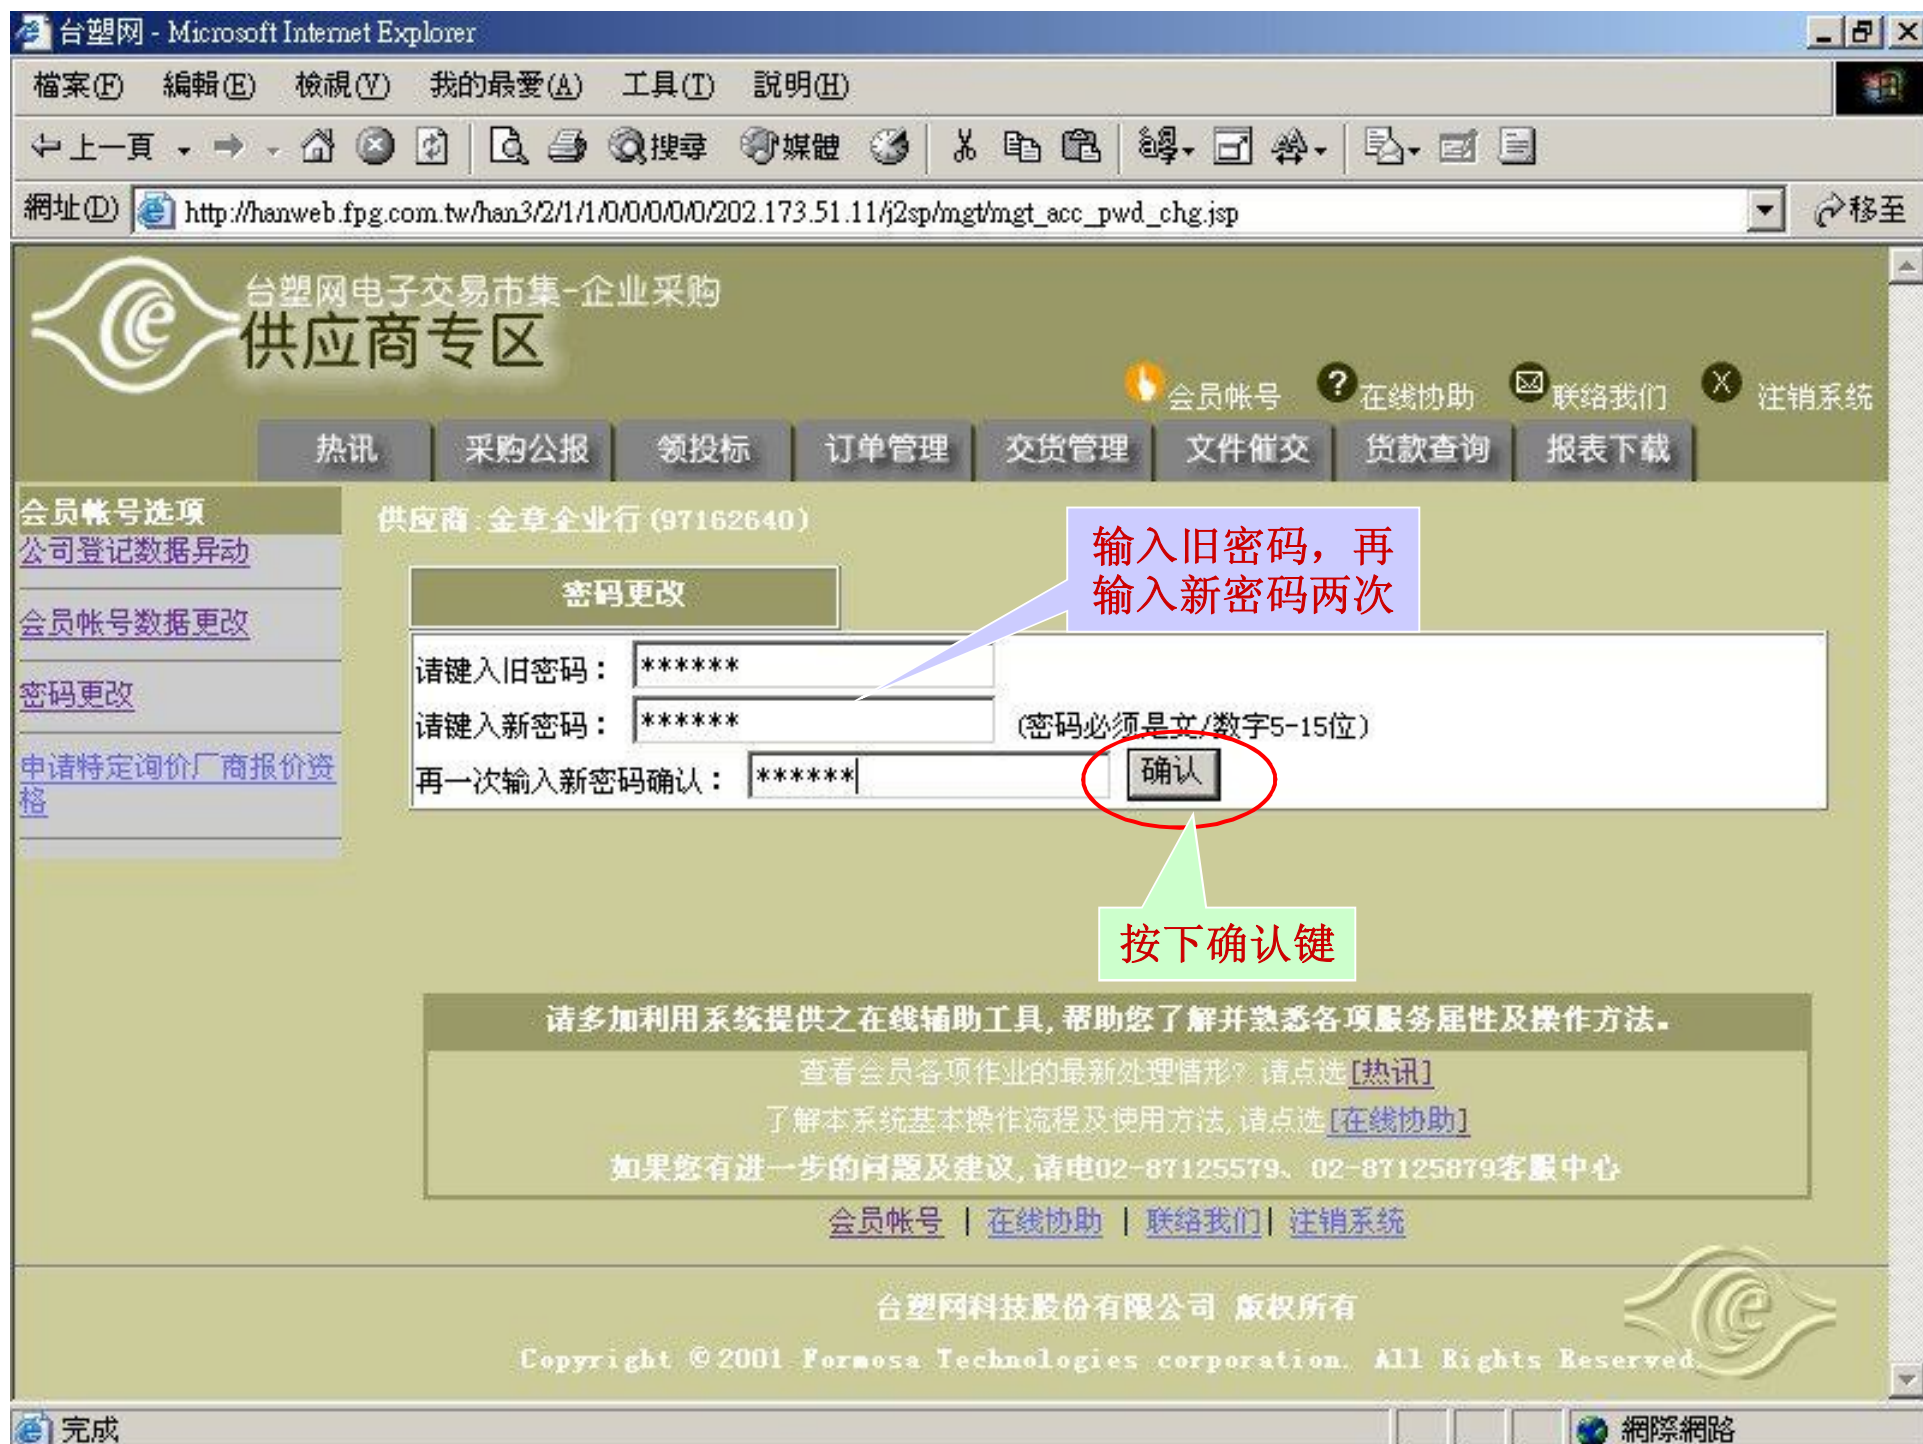 台塑网 - Microsoft Internet Explorer
檔案(F) 編輯(E) 檢視(V) 我的最愛(A) 工具(T) 說明(H)
上一頁 搜尋 媒體
網址(D) http://hanweb.fpg.com.tw/han3/2/1/1/0/0/0/0/0/202.173.51.11/j2sp/mgt/mgt_acc_pwd_chg.jsp 移至
台塑网电子交易市集-企业采购
供应商专区
会员帐号 在线协助 联络我们 注销系统
热讯 采购公报 领投标 订单管理 交货管理 文件催交 货款查询 报表下载
会员帐号选项
公司登记数据异动
会员帐号数据更改
密码更改
申请特定询价厂商报价资
格
供应商:金章企业行(97162640)
输入旧密码，再
输入新密码两次
密码更改
请键入旧密码： ******
请键入新密码： ****** (密码必须是文/数字5-15位)
再一次输入新密码确认： ****** 确认
按下确认键
请多加利用系统提供之在线辅助工具,帮助您了解并熟悉各项服务属性及操作方法。
查看会员各项作业的最新处理情形? 请点选[热讯]
了解本系统基本操作流程及使用方法,请点选[在线协助]
如果您有进一步的问题及建议,请电02-87125579、02-87125879客服中心
会员帐号 | 在线协助 | 联络我们| 注销系统
台塑网科技股份有限公司 版权所有
Copyright ©2001 Formosa Technologies corporation. All Rights Reserved.
完成 網際網路